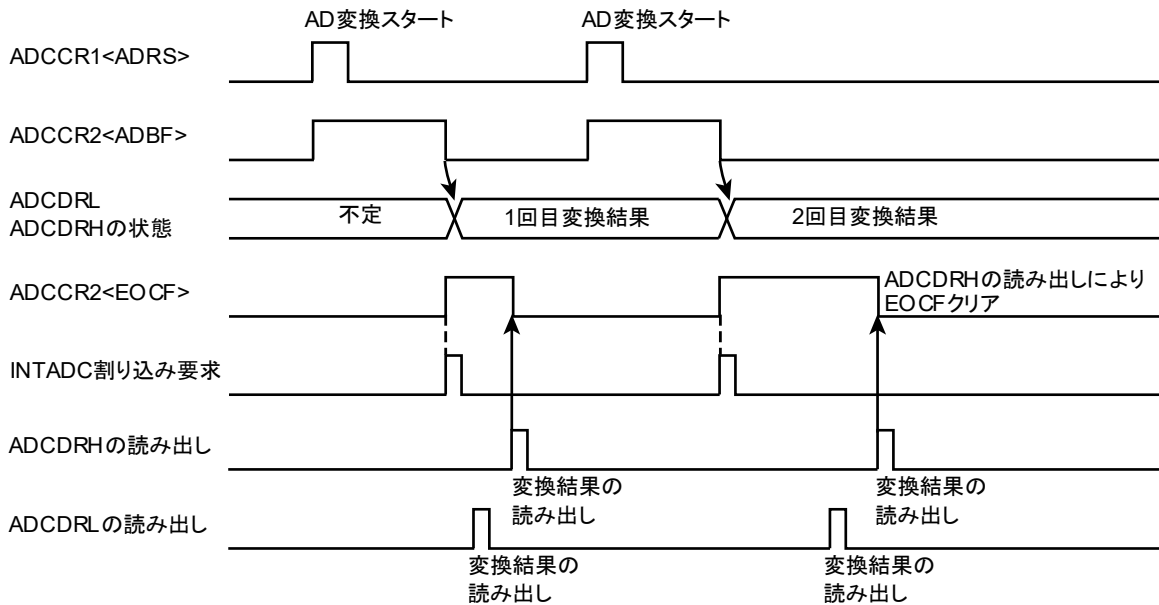 AD変換スタート
AD変換スタート
ADCCR1<ADRS>
ADCCR2<ADBF>
ADCDRL
ADCDRHの状態
不定
1回目変換結果
2回目変換結果
ADCCR2<EOCF>
ADCDRHの読み出しにより
EOCFクリア
INTADC割り込み要求
ADCDRHの読み出し
変換結果の
読み出し
変換結果の
読み出し
ADCDRLの読み出し
変換結果の
読み出し
変換結果の
読み出し